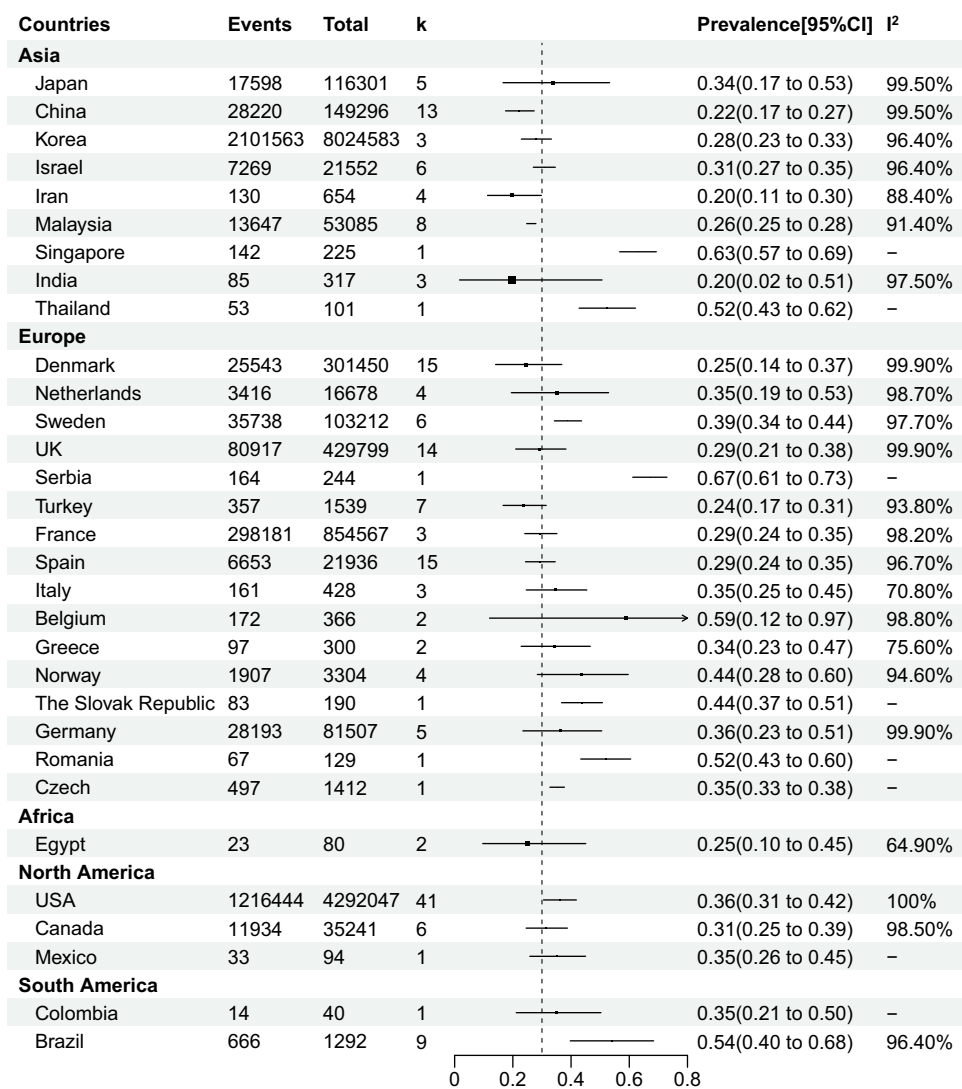 Countries Events Total k Prevalence[95%CI] I²
Asia
Japan 17598 116301 5 0.34(0.17 to 0.53) 99.50%
China 28220 149296 13 0.22(0.17 to 0.27) 99.50%
Korea 2101563 8024583 3 0.28(0.23 to 0.33) 96.40%
Israel 7269 21552 6 0.31(0.27 to 0.35) 96.40%
Iran 130 654 4 0.20(0.11 to 0.30) 88.40%
Malaysia 13647 53085 8 0.26(0.25 to 0.28) 91.40%
Singapore 142 225 1 0.63(0.57 to 0.69) −
India 85 317 3 0.20(0.02 to 0.51) 97.50%
Thailand 53 101 1 0.52(0.43 to 0.62) −
Europe
Denmark 25543 301450 15 0.25(0.14 to 0.37) 99.90%
Netherlands 3416 16678 4 0.35(0.19 to 0.53) 98.70%
Sweden 35738 103212 6 0.39(0.34 to 0.44) 97.70%
UK 80917 429799 14 0.29(0.21 to 0.38) 99.90%
Serbia 164 244 1 0.67(0.61 to 0.73) −
Turkey 357 1539 7 0.24(0.17 to 0.31) 93.80%
France 298181 854567 3 0.29(0.24 to 0.35) 98.20%
Spain 6653 21936 15 0.29(0.24 to 0.35) 96.70%
Italy 161 428 3 0.35(0.25 to 0.45) 70.80%
Belgium 172 366 2 0.59(0.12 to 0.97) 98.80%
Greece 97 300 2 0.34(0.23 to 0.47) 75.60%
Norway 1907 3304 4 0.44(0.28 to 0.60) 94.60%
The Slovak Republic 83 190 1 0.44(0.37 to 0.51) −
Germany 28193 81507 5 0.36(0.23 to 0.51) 99.90%
Romania 67 129 1 0.52(0.43 to 0.60) −
Czech 497 1412 1 0.35(0.33 to 0.38) −
Africa
Egypt 23 80 2 0.25(0.10 to 0.45) 64.90%
North America
USA 1216444 4292047 41 0.36(0.31 to 0.42) 100%
Canada 11934 35241 6 0.31(0.25 to 0.39) 98.50%
Mexico 33 94 1 0.35(0.26 to 0.45) −
South America
Colombia 14 40 1 0.35(0.21 to 0.50) −
Brazil 666 1292 9 0.54(0.40 to 0.68) 96.40%
0 0.2 0.4 0.6 0.8